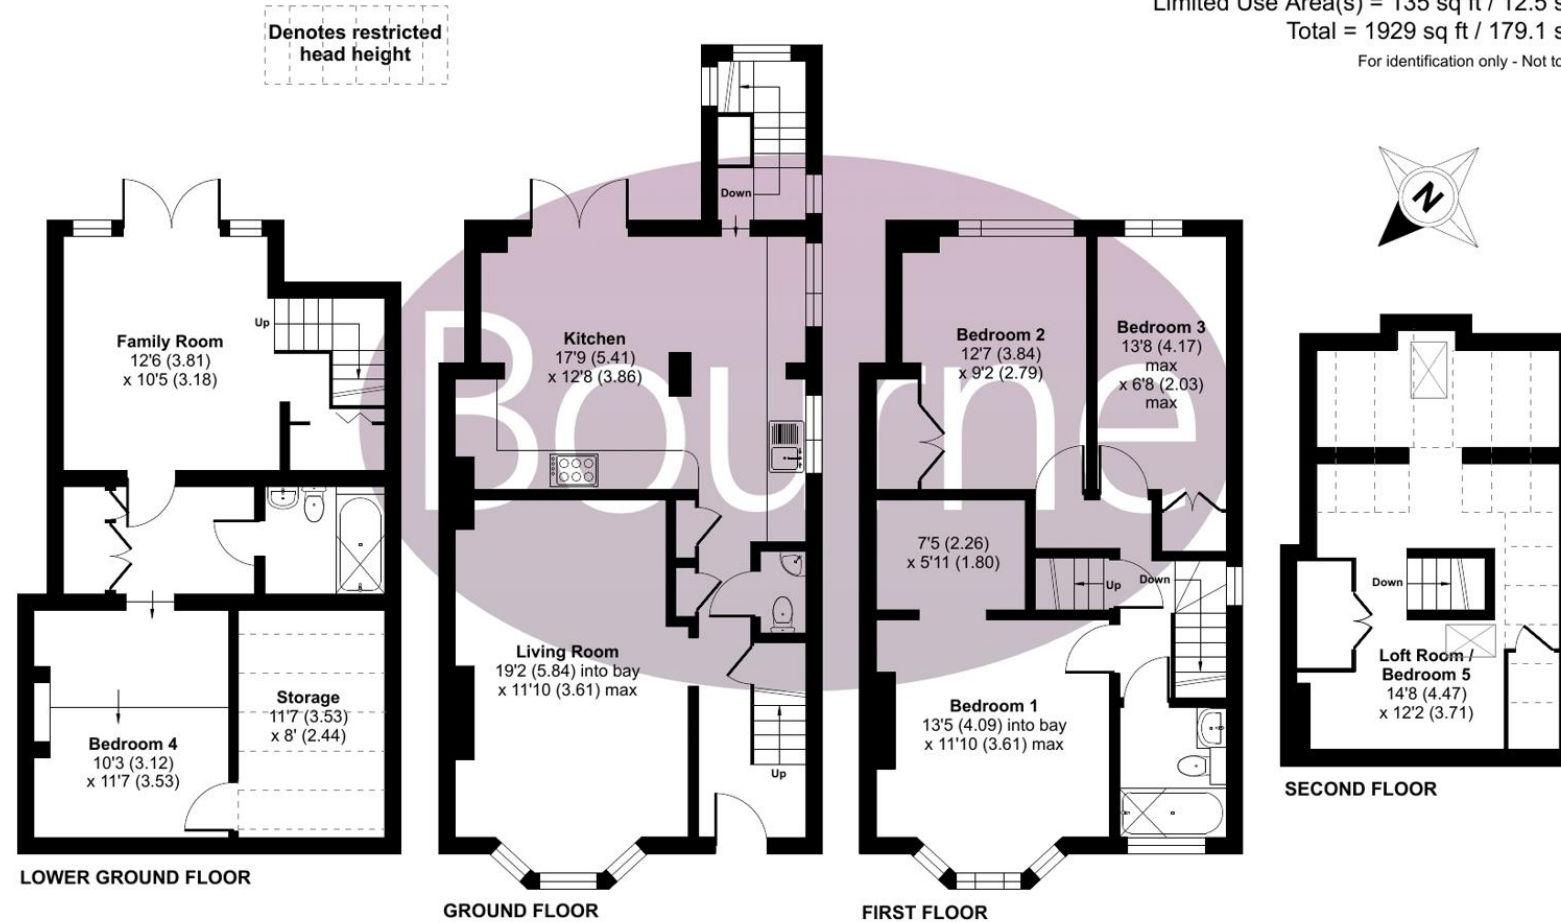 Denotes restricted
head height
Limited Use Area(s) = 135 sq ft / 12.5 s
Total = 1929 sq ft / 179.1 s
For identification only - Not to
N
Bourne
Family Room
12'6 (3.81)
x 10'5 (3.18)
Up
Bedroom 4
10'3 (3.12)
x 11'7 (3.53)
Storage
11'7 (3.53)
x 8' (2.44)
LOWER GROUND FLOOR
Down
Kitchen
17'9 (5.41)
x 12'8 (3.86)
Living Room
19'2 (5.84) into bay
x 11'10 (3.61) max
Up
GROUND FLOOR
Bedroom 2
12'7 (3.84)
x 9'2 (2.79)
Bedroom 3
13'8 (4.17)
max
x 6'8 (2.03)
max
7'5 (2.26)
x 5'11 (1.80)
Up
Down
Bedroom 1
13'5 (4.09) into bay
x 11'10 (3.61) max
FIRST FLOOR
Down
Loft Room /
Bedroom 5
14'8 (4.47)
x 12'2 (3.71)
SECOND FLOOR